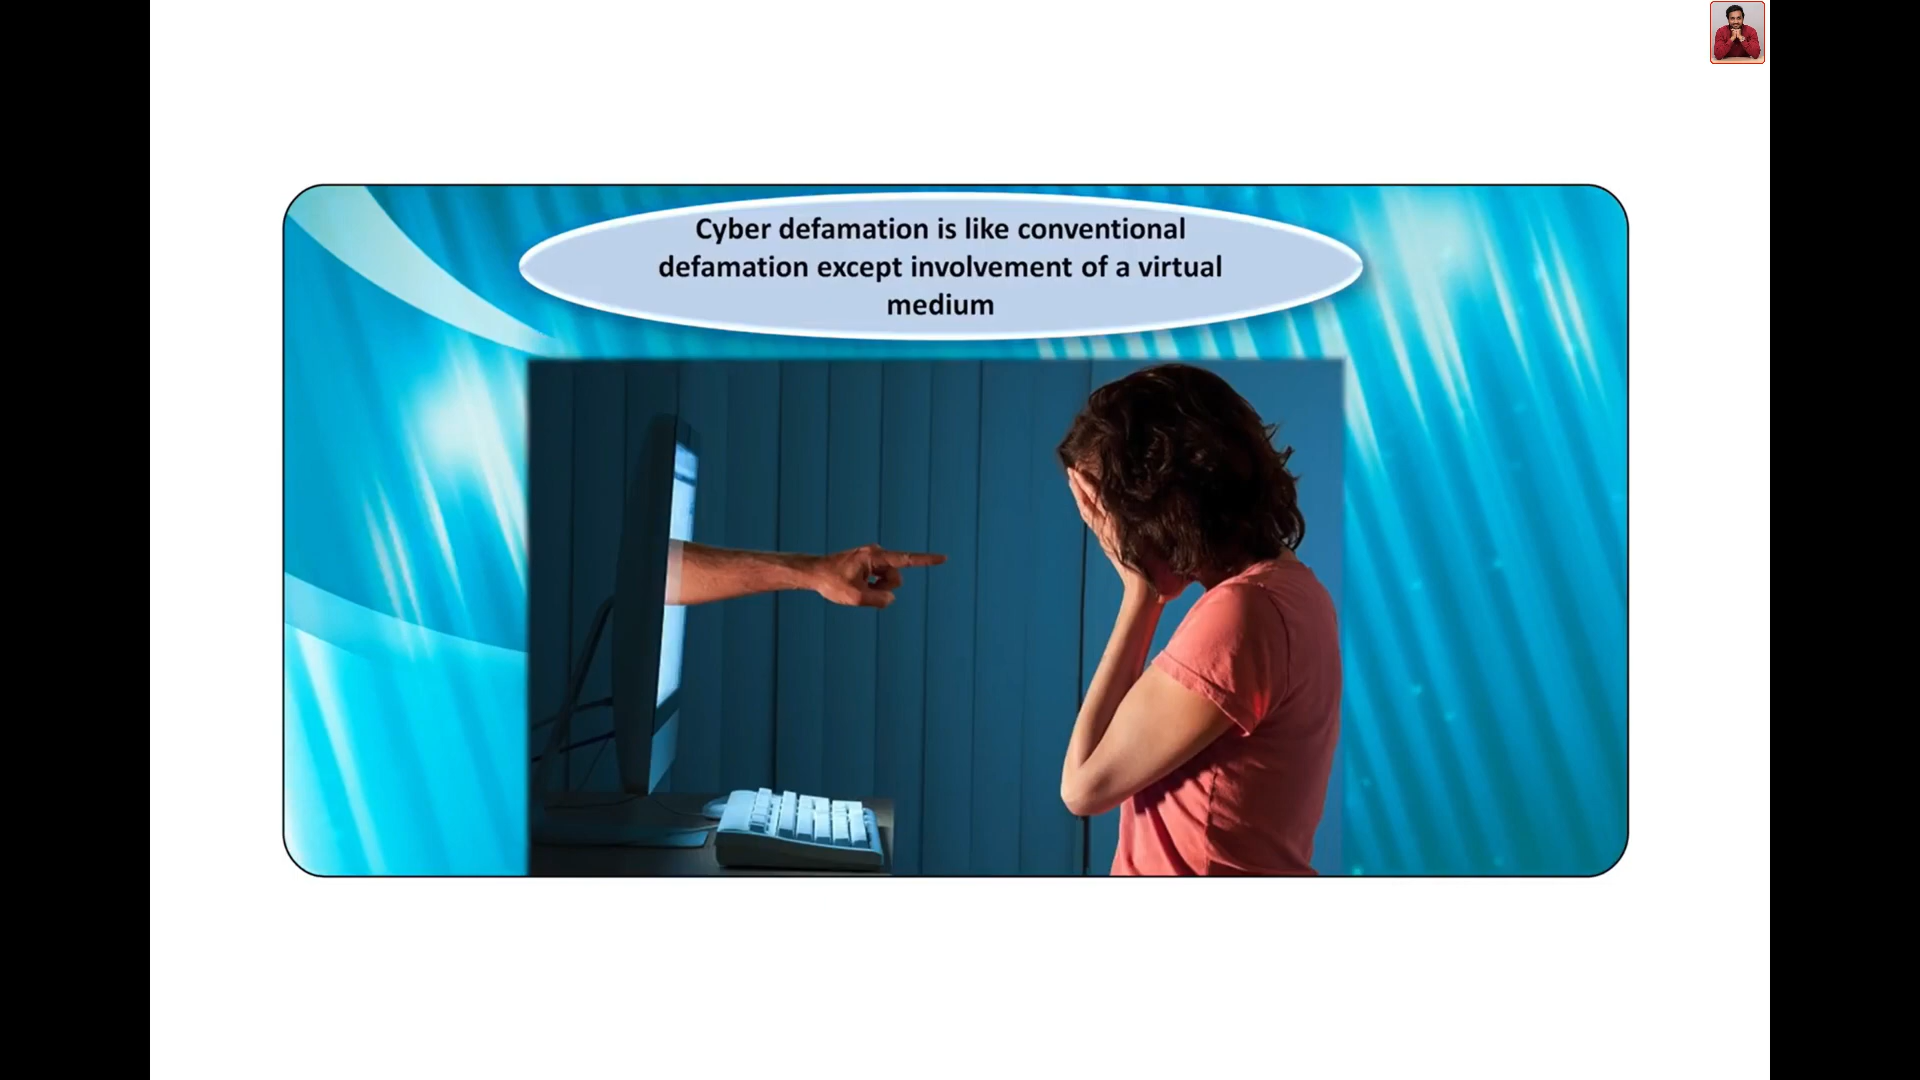 Cyber defamation is like conventional
defamation except involvement of a virtual
medium